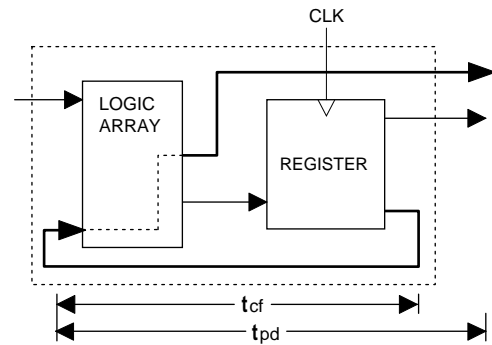 CLK
LOGIC
ARRAY
REGISTER
tcf
tpd